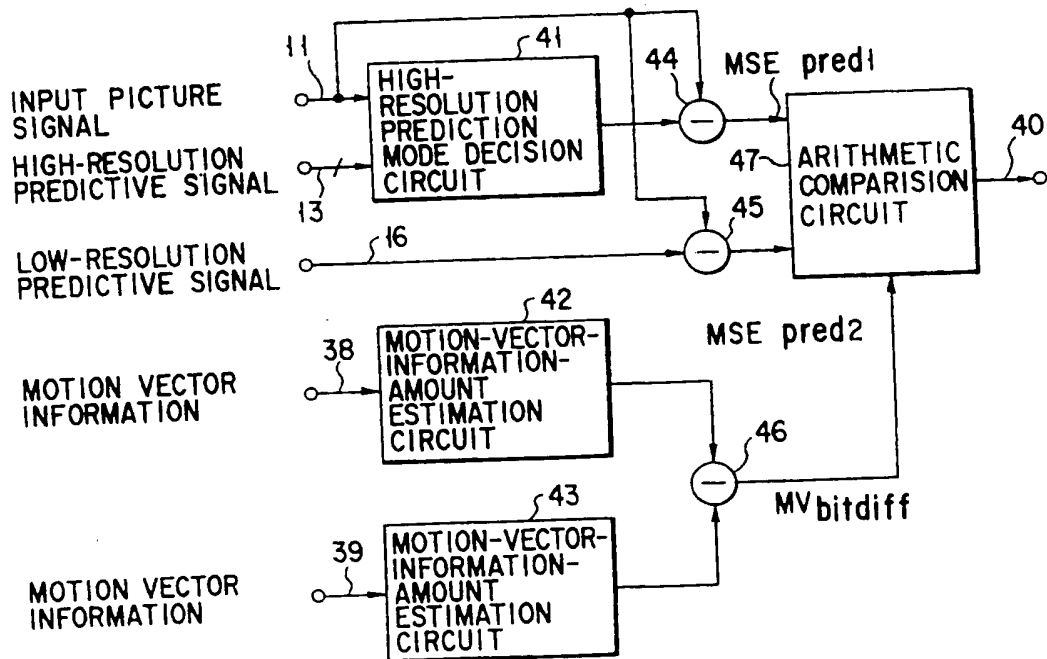 11
41
44
MSE pred1
INPUT PICTURE
SIGNAL
HIGH-
RESOLUTION
PREDICTION
MODE DECISION
CIRCUIT
HIGH-RESOLUTION
PREDICTIVE SIGNAL
13
47
ARITHMETIC
COMPARISION
CIRCUIT
40
45
LOW-RESOLUTION
PREDICTIVE SIGNAL
16
MSE pred2
42
MOTION VECTOR
INFORMATION
38
MOTION-VECTOR-
INFORMATION-
AMOUNT
ESTIMATION
CIRCUIT
46
MVbitdiff
43
MOTION VECTOR
INFORMATION
39
MOTION-VECTOR-
INFORMATION-
AMOUNT
ESTIMATION
CIRCUIT